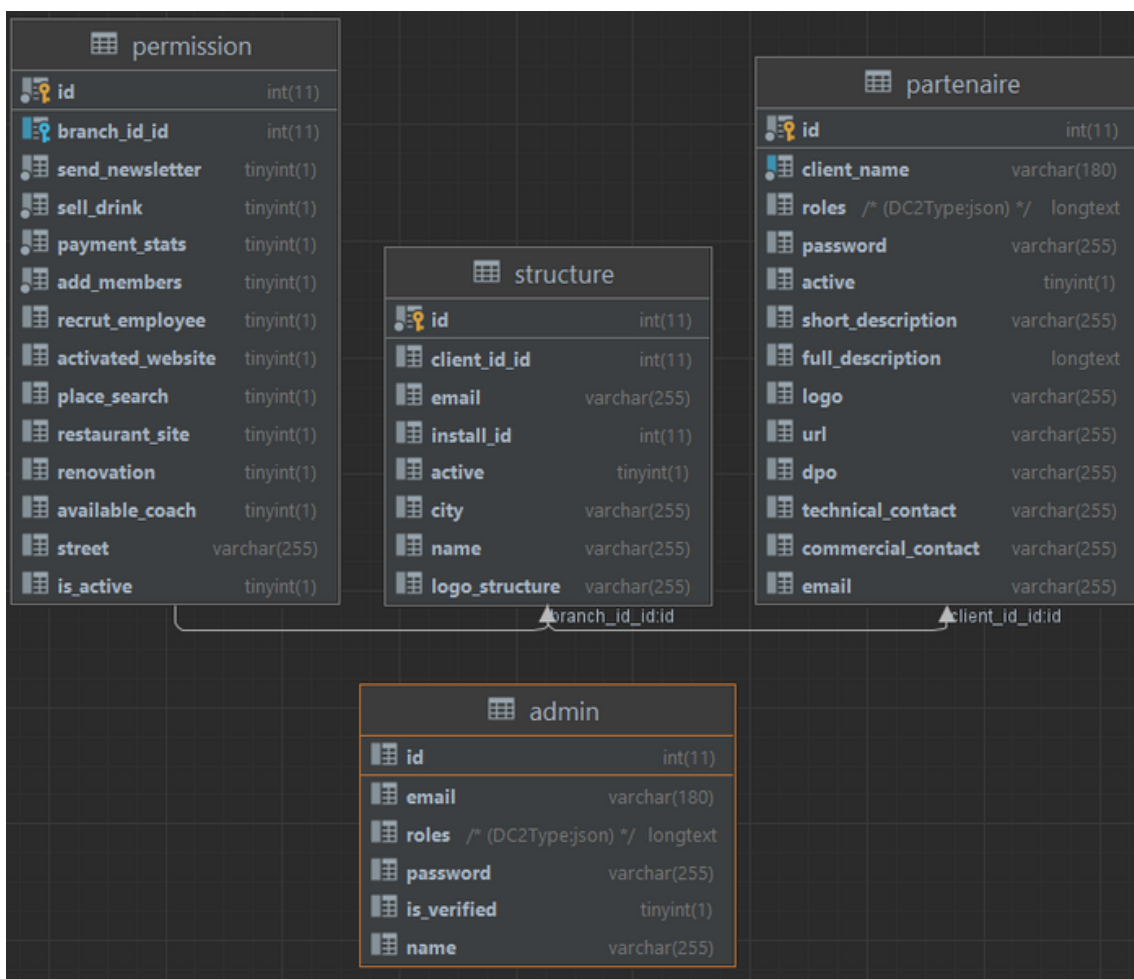 permission
id int(11)
branch_id_id int(11)
send_newsletter tinyint(1)
sell_drink tinyint(1)
payment_stats tinyint(1)
add_members tinyint(1)
recrut_employee tinyint(1)
activated_website tinyint(1)
place_search tinyint(1)
restaurant_site tinyint(1)
renovation tinyint(1)
available_coach tinyint(1)
street varchar(255)
is_active tinyint(1)
structure
id int(11)
client_id_id int(11)
email varchar(255)
install_id int(11)
active tinyint(1)
city varchar(255)
name varchar(255)
logo_structure varchar(255)
partenaire
id int(11)
client_name varchar(180)
roles /* (DC2Type:json) */ longtext
password varchar(255)
active tinyint(1)
short_description varchar(255)
full_description longtext
logo varchar(255)
url varchar(255)
dpo varchar(255)
technical_contact varchar(255)
commercial_contact varchar(255)
email varchar(255)
branch_id_id:id
client_id_id:id
admin
id int(11)
email varchar(180)
roles /* (DC2Type:json) */ longtext
password varchar(255)
is_verified tinyint(1)
name varchar(255)